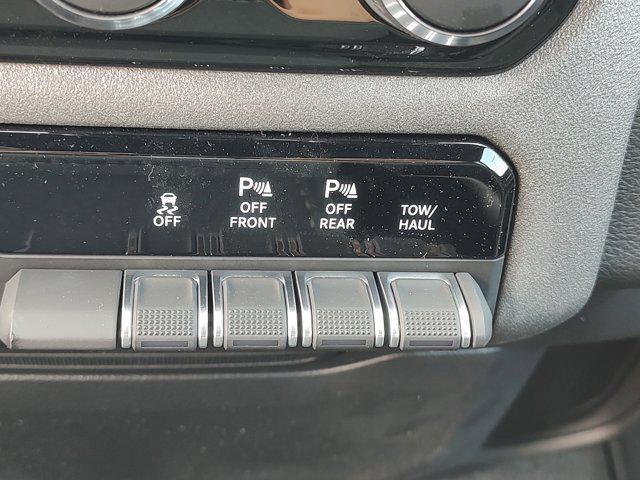 OFF
P OFF FRONT
P OFF REAR
TOW/ HAUL